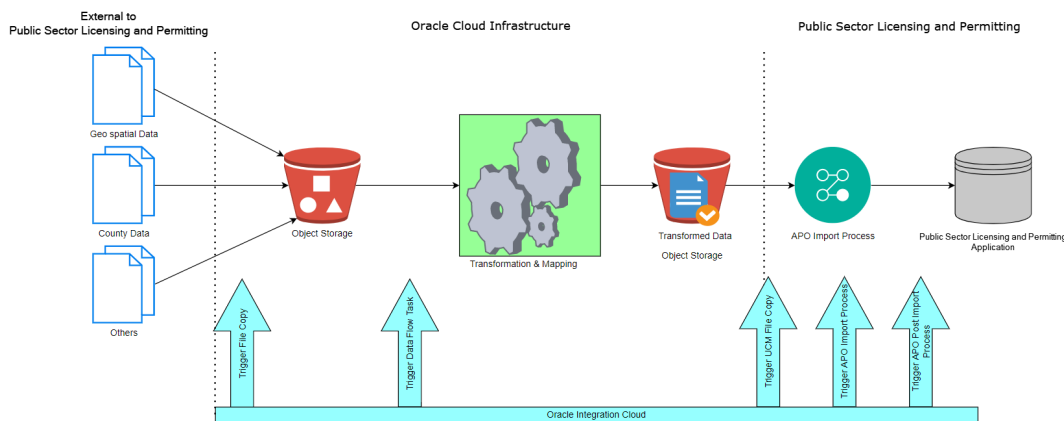 External to
Public Sector Licensing and Permitting
Oracle Cloud Infrastructure
Public Sector Licensing and Permitting
Geo spatial Data
County Data
Others
Object Storage
Transformation & Mapping
Transformed Data
Object Storage
APO Import Process
Public Sector Licensing and Permitting
Application
Trigger File Copy
Trigger Data Flow Task
Trigger UCM File Copy
Trigger APO Import Process
Trigger APO Post Import
Process
Oracle Integration Cloud